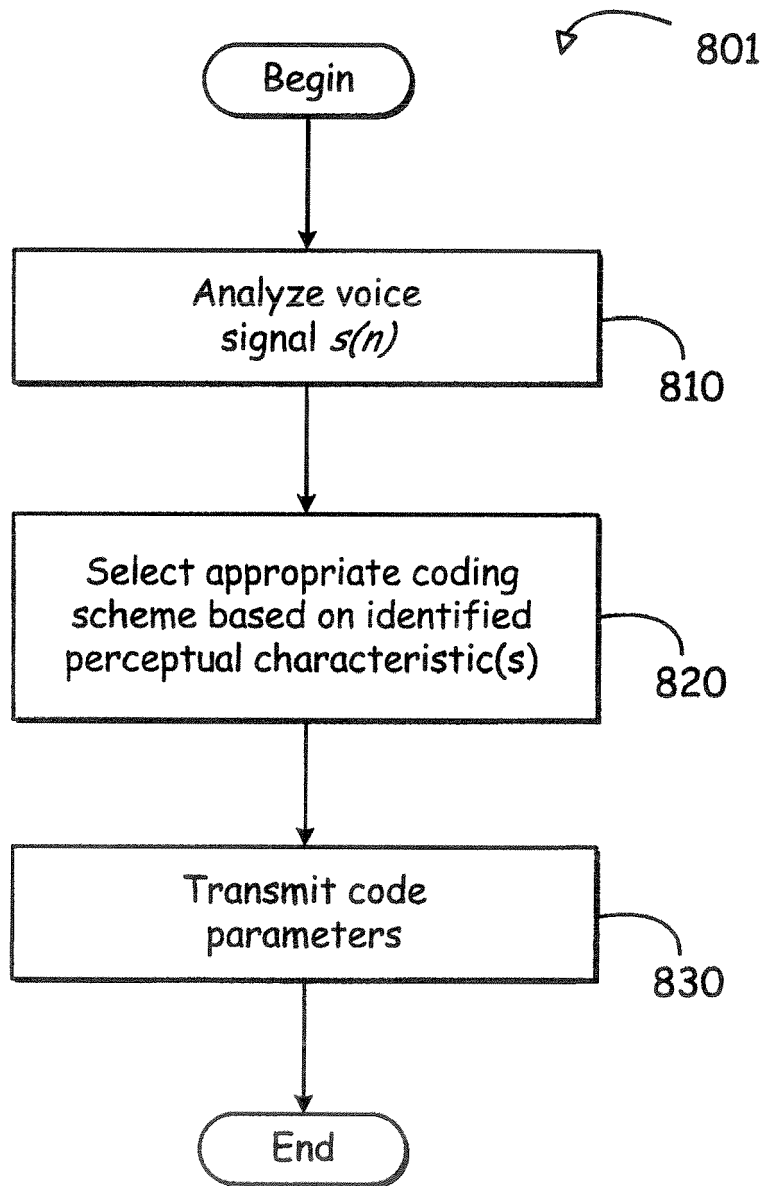 801
Begin
Analyze voice
signal s(n)
810
Select appropriate coding
scheme based on identified
perceptual characteristic(s)
820
Transmit code
parameters
830
End